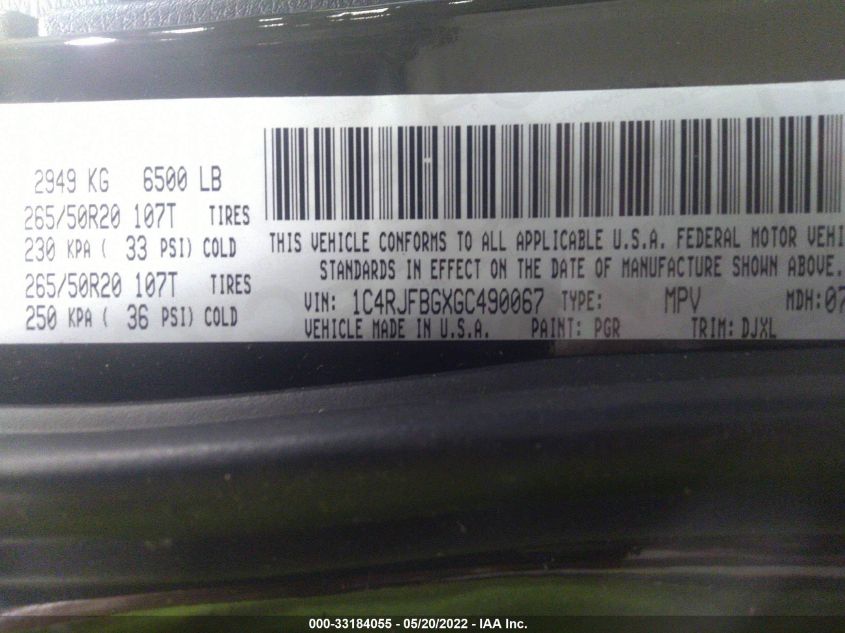 2949 KG 6500 LB
265/50R20 107T TIRES
230 KPA ( 33 PSI) COLD
265/50R20 107T TIRES
250 KPA ( 36 PSI) COLD
THIS VEHICLE CONFORMS TO ALL APPLICABLE U.S.A. FEDERAL MOTOR VEHI
STANDARDS IN EFFECT ON THE DATE OF MANUFACTURE SHOWN ABOVE.
VIN: 1C4RJFBGXGC490067 TYPE: MPV MDH: 07
VEHICLE MADE IN U.S.A. PAINT: PGR TRIM: DJXL
000-33184055 - 05/20/2022 - IAA Inc.